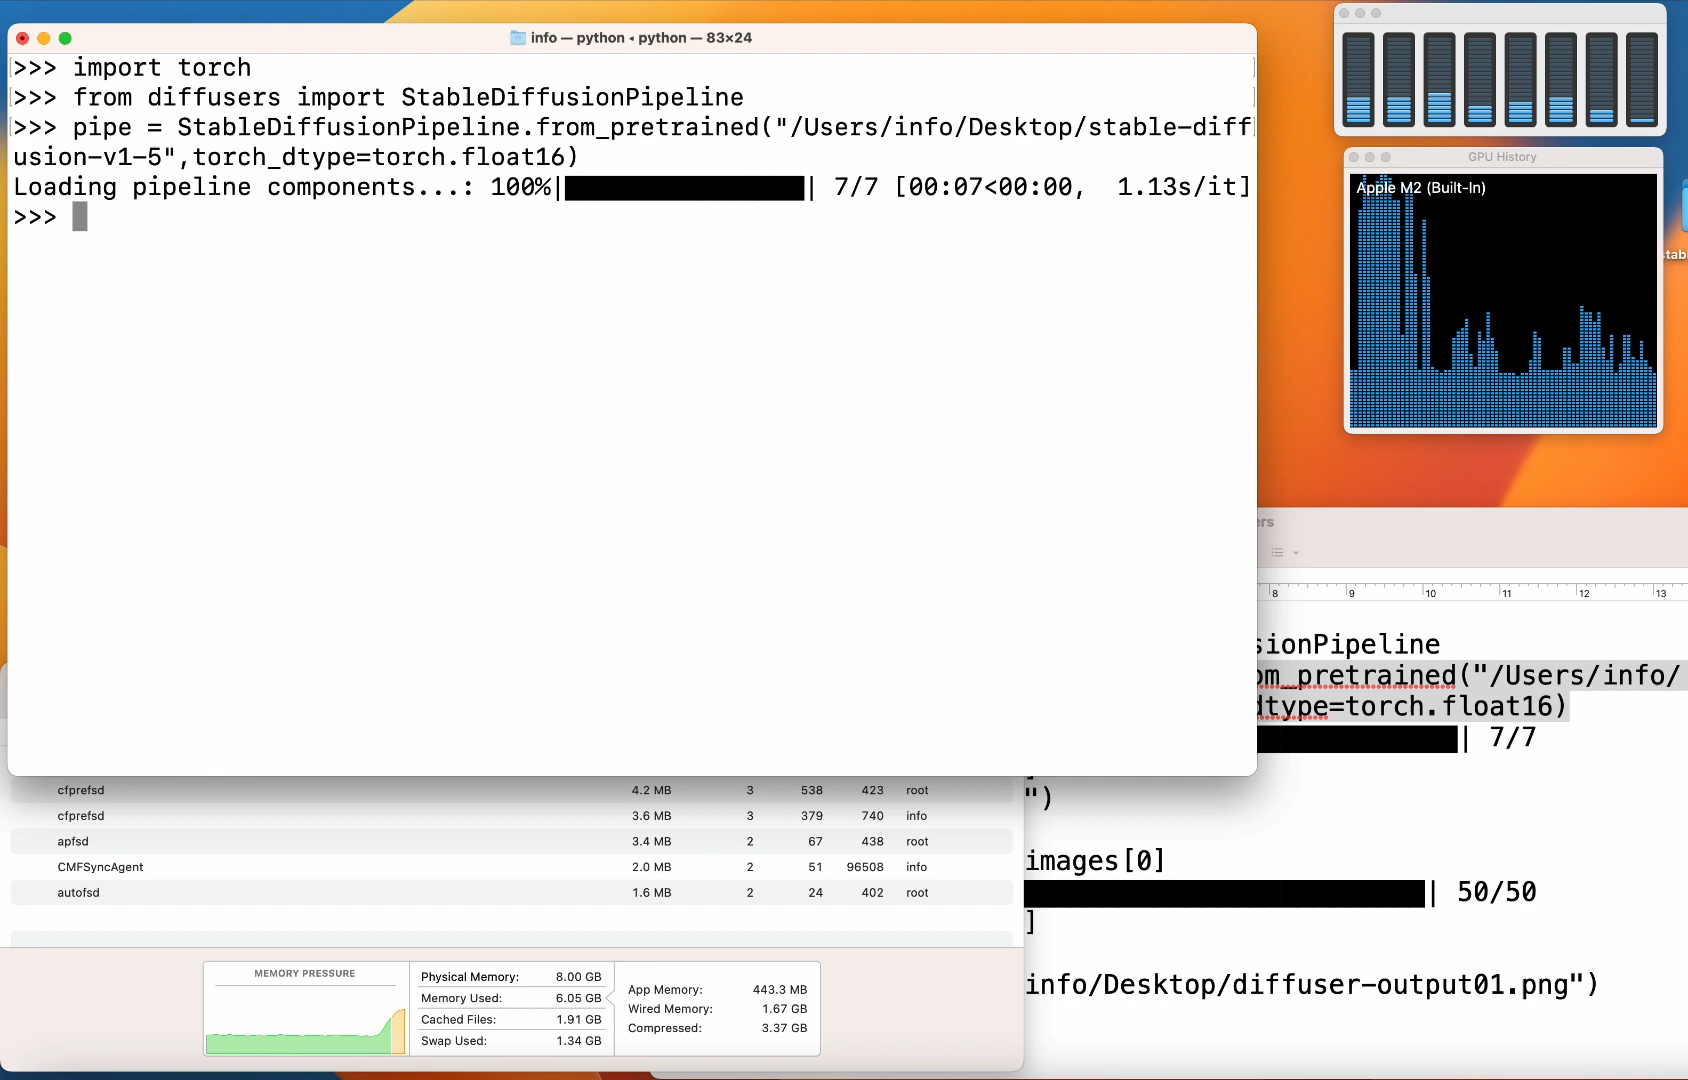 info — python ◂ python — 83×24
>>> import torch
>>> from diffusers import StableDiffusionPipeline
>>> pipe = StableDiffusionPipeline.from_pretrained("/Users/info/Desktop/stable-diff
usion-v1-5",torch_dtype=torch.float16)
Loading pipeline components...: 100%|██████████| 7/7 [00:07<00:00,  1.13s/it]
>>>
GPU History
Apple M2 (Built-In)
stab
ers
8 9 10 11 12 13
sionPipeline
om_pretrained("/Users/info/
dtype=torch.float16)
| 7/7
")
images[0]
| 50/50
]
info/Desktop/diffuser-output01.png")
cfprefsd 4.2 MB 3 538 423 root
cfprefsd 3.6 MB 3 379 740 info
apfsd 3.4 MB 2 67 438 root
CMFSyncAgent 2.0 MB 2 51 96508 info
autofsd 1.6 MB 2 24 402 root
MEMORY PRESSURE
Physical Memory: 8.00 GB
Memory Used: 6.05 GB
Cached Files: 1.91 GB
Swap Used: 1.34 GB
App Memory: 443.3 MB
Wired Memory: 1.67 GB
Compressed: 3.37 GB